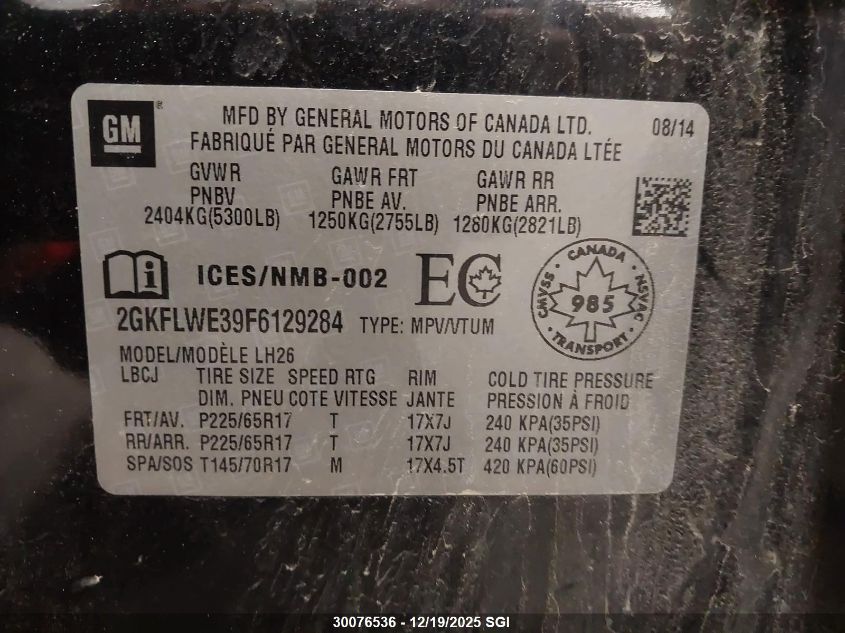 GM ®
MFD BY GENERAL MOTORS OF CANADA LTD. 08/14
FABRIQUÉ PAR GENERAL MOTORS DU CANADA LTÉE
GVWR GAWR FRT GAWR RR
PNBV PNBE AV. PNBE ARR.
2404KG(5300LB) 1250KG(2755LB) 1280KG(2821LB)
i ICES/NMB-002 EC
CANADA
CMVSS 985 NSVAC
TRANSPORT
2GKFLWE39F6129284 TYPE: MPV/VTUM
MODEL/MODÈLE LH26
LBCJ TIRE SIZE SPEED RTG RIM COLD TIRE PRESSURE
DIM. PNEU COTE VITESSE JANTE PRESSION À FROID
FRT/AV. P225/65R17 T 17X7J 240 KPA(35PSI)
RR/ARR. P225/65R17 T 17X7J 240 KPA(35PSI)
SPA/SOS T145/70R17 M 17X4.5T 420 KPA(60PSI)
30076536 - 12/19/2025 SGI